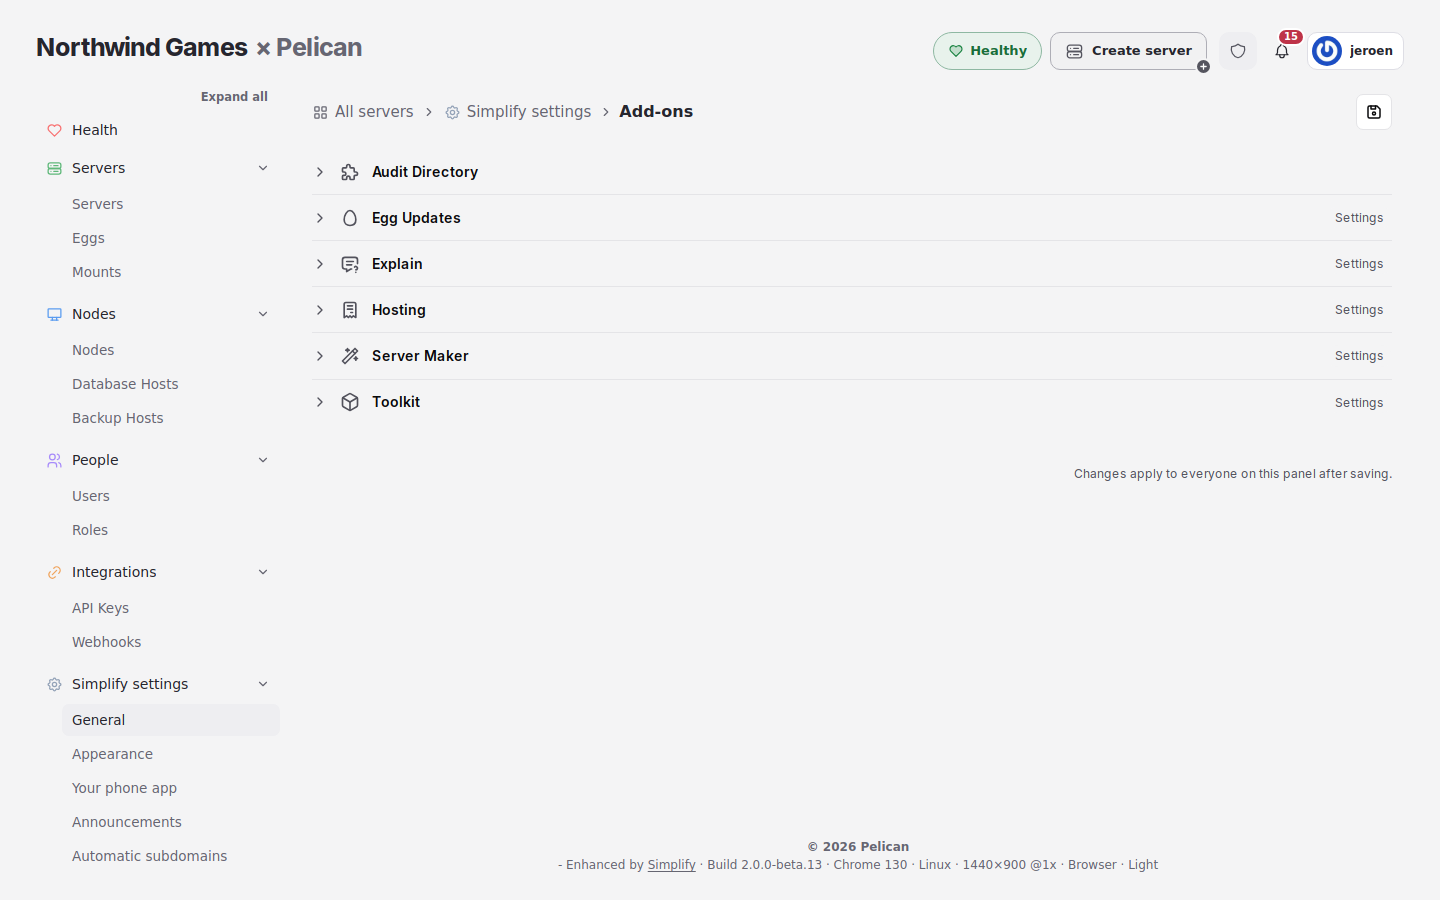 Northwind Games × Pelican
Healthy
Create server
15
jeroen
Expand all
Health
Servers
Servers
Eggs
Mounts
Nodes
Nodes
Database Hosts
Backup Hosts
People
Users
Roles
Integrations
API Keys
Webhooks
Simplify settings
General
Appearance
Your phone app
Announcements
Automatic subdomains
All servers > Simplify settings > Add-ons
Audit Directory
Egg Updates Settings
Explain Settings
Hosting Settings
Server Maker Settings
Toolkit Settings
Changes apply to everyone on this panel after saving.
© 2026 Pelican
- Enhanced by Simplify · Build 2.0.0-beta.13 · Chrome 130 · Linux · 1440×900 @1x · Browser · Light